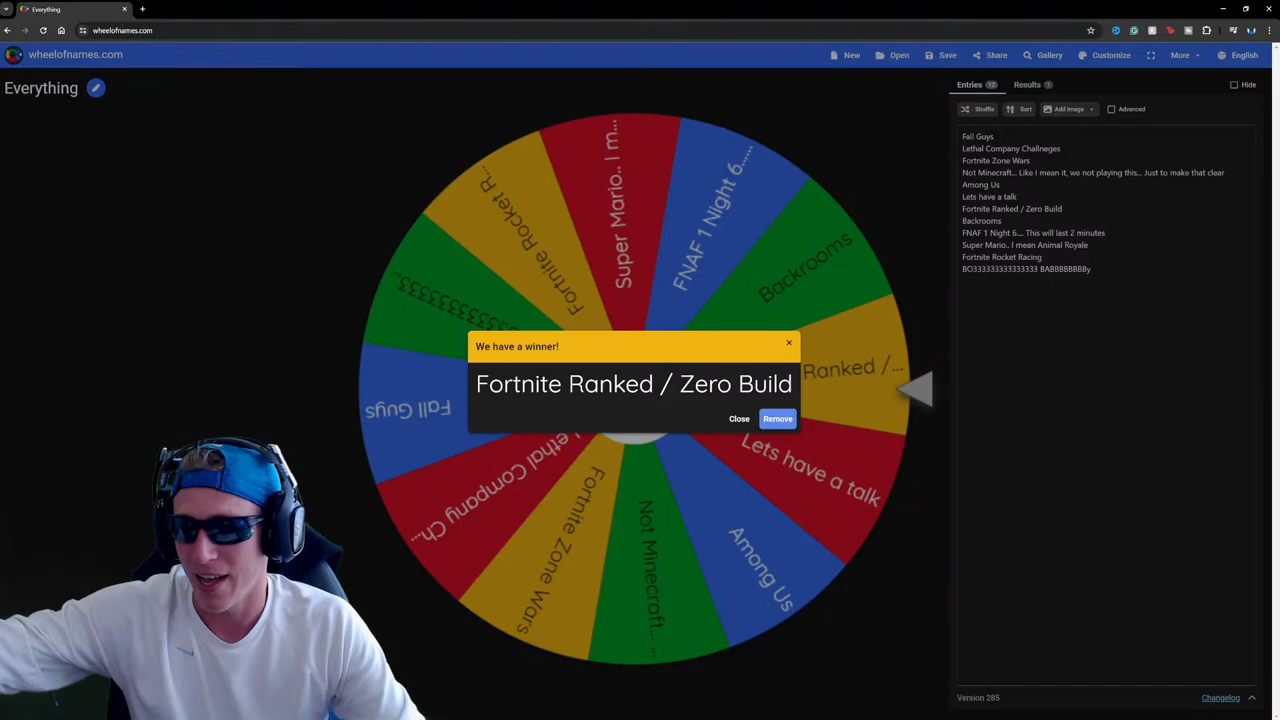 Everything
wheelofnames.com
wheelofnames.com
New
Open
Save
Share
Gallery
Customize
More
English
Everything
Entries 12
Results 1
Hide
Shuffle
Sort
Add image
Advanced
Fall Guys
Lethal Company Challneges
Fortnite Zone Wars
Not Minecraft... Like I mean it, we not playing this... Just to make that clear
Among Us
Lets have a talk
Fortnite Ranked / Zero Build
Backrooms
FNAF 1 Night 6.... This will last 2 minutes
Super Mario.. I mean Animal Royale
Fortnite Rocket Racing
Super Mario.. I m...
FNAF 1 Night 6.....
Backrooms
Ranked /...
Lets have a talk
Among Us
Not Minecraft... ...
Fortnite Zone Wars
Lethal Company Ch...
Fall Guys
Fortnite Rocket R...
We have a winner!
Fortnite Ranked / Zero Build
Close
Remove
Version 285
Changelog